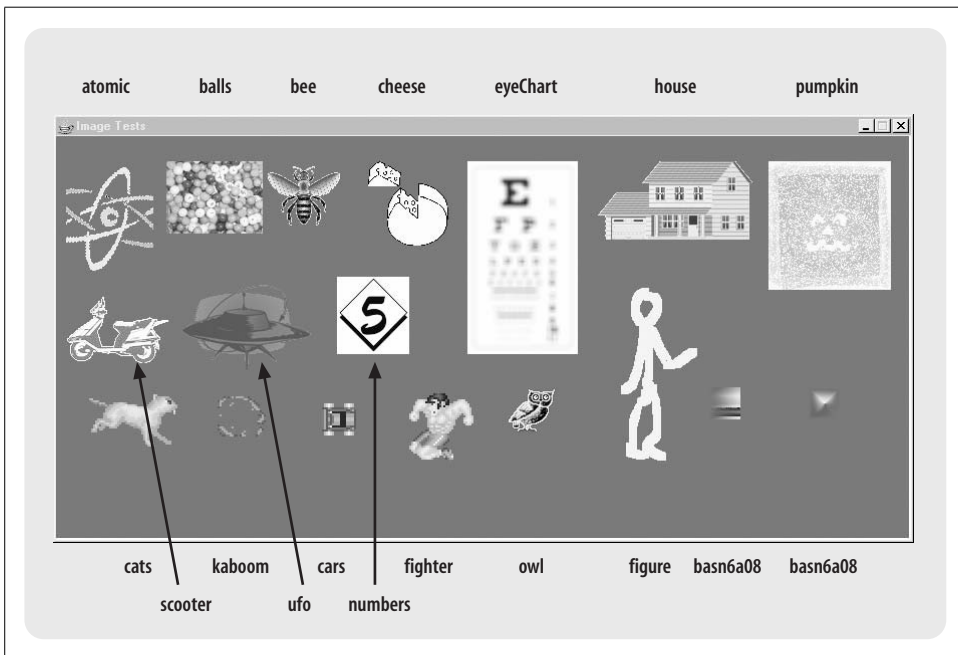 atomic balls bee cheese eyeChart house pumpkin
Image Tests
E
F P
5
cats kaboom cars fighter owl figure basn6a08 basn6a08
scooter ufo numbers